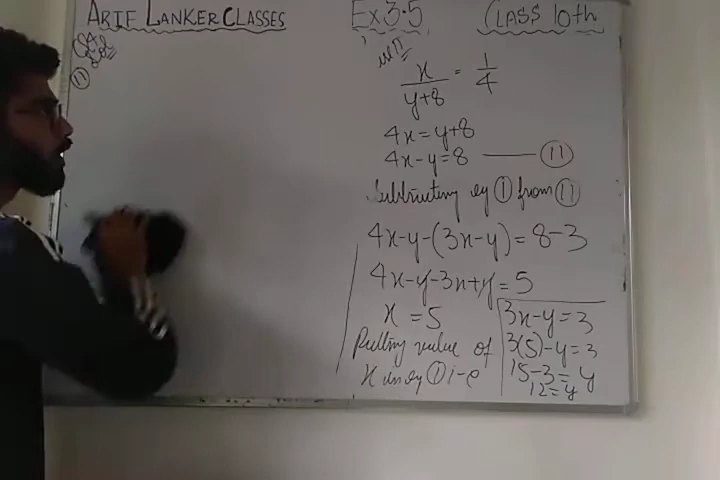 ARIF LANKER CLASSES
Ex 3.5
CLASS 10th
(11)
x/y+8 = 1/4
4x = y+8
4x-y=8 —— (11)
Subtracting eq (1) from (11)
4x-y-(3x-y) = 8-3
4x-y-3x+y = 5
x = 5
Putting value of
x in eq (1) i-e
3x-y=3
3(5)-y=3
15-3=y
12=y